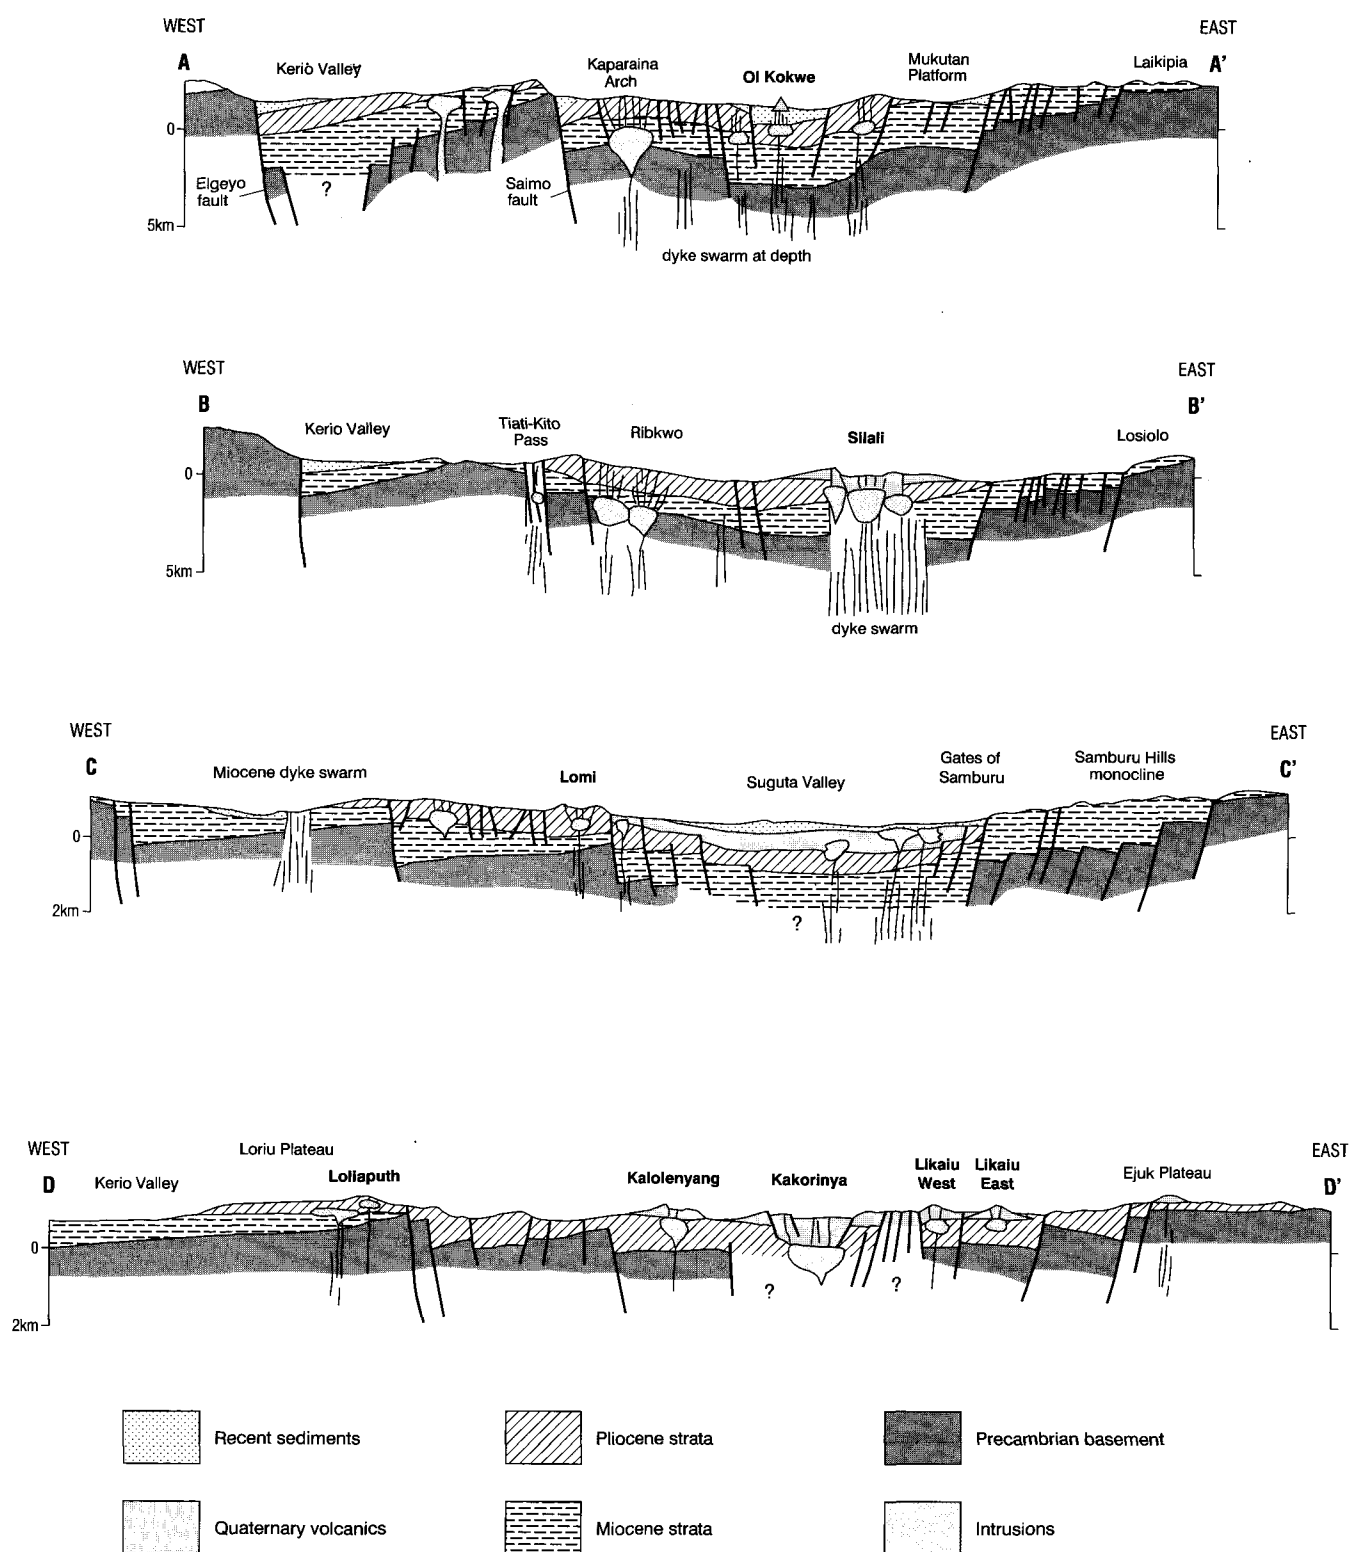 WEST
EAST
A
A'
Kerio Valley
Kaparaina
Arch
Ol Kokwe
Mukutan
Platform
Laikipia
0
Elgeyo
fault
?
Saimo
fault
5km
dyke swarm at depth
WEST
EAST
B
B'
Kerio Valley
Tiati-Kito
Pass
Ribkwo
Silali
Losiolo
0
5km
dyke swarm
WEST
EAST
C
C'
Miocene dyke swarm
Lomi
Suguta Valley
Gates of
Samburu
Samburu Hills
monocline
0
2km
?
WEST
EAST
D
D'
Kerio Valley
Loriu Plateau
Lollaputh
Kalolenyang
Kakorinya
Likaiu
West
Likaiu
East
Ejuk Plateau
0
?
?
2km
Recent sediments
Pliocene strata
Precambrian basement
Quaternary volcanics
Miocene strata
Intrusions